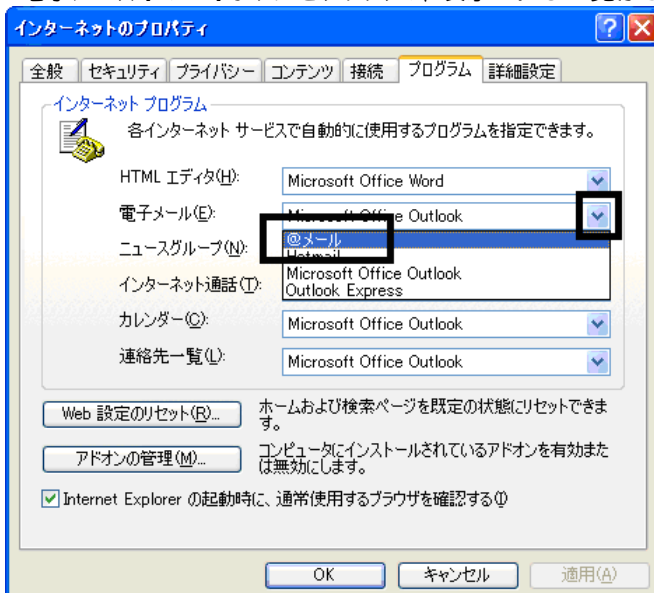 インターネットのプロパティ
全般 セキュリティ プライバシー コンテンツ 接続 プログラム 詳細設定
インターネット プログラム
各インターネット サービスで自動的に使用するプログラムを指定できます。
HTML エディタ(H): Microsoft Office Word
電子メール(E): Microsoft Office Outlook
@メール
ニュースグループ(N): Hotmail
Microsoft Office Outlook
インターネット通話(T): Outlook Express
カレンダー(C): Microsoft Office Outlook
連絡先一覧(L): Microsoft Office Outlook
Web 設定のリセット(R)... ホームおよび検索ページを既定の状態にリセットできま
す。
アドオンの管理(M)... コンピュータにインストールされているアドオンを有効また
は無効にします。
Internet Explorer の起動時に、通常使用するブラウザを確認する(I)
OK キャンセル 適用(A)